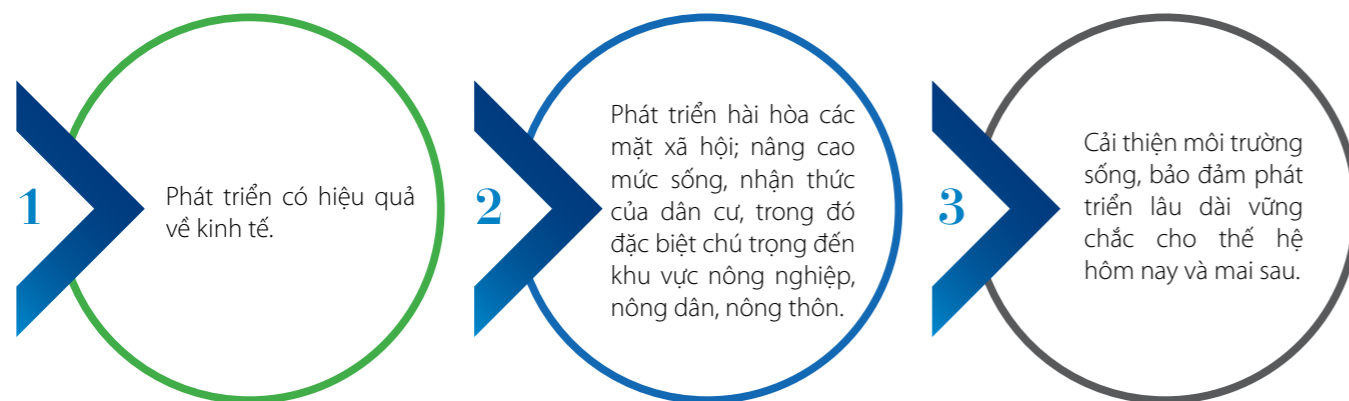 1
Phát triển có hiệu quả
về kinh tế.
2
Phát triển hài hòa các
mặt xã hội; nâng cao
mức sống, nhận thức
của dân cư, trong đó
đặc biệt chú trọng đến
khu vực nông nghiệp,
nông dân, nông thôn.
3
Cải thiện môi trường
sống, bảo đảm phát
triển lâu dài vững
chắc cho thế hệ
hôm nay và mai sau.